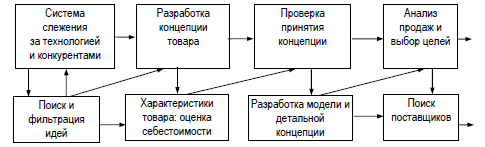 Система
слежения
за технологией
и конкурентами
Разработка
концепции
товара
Проверка
принятия
концепции
Анализ
продаж и
выбор целей
Поиск и
фильтрация
идей
Характеристики
товара: оценка
себестоимости
Разработка модели и
детальной
концепции
Поиск
поставщиков